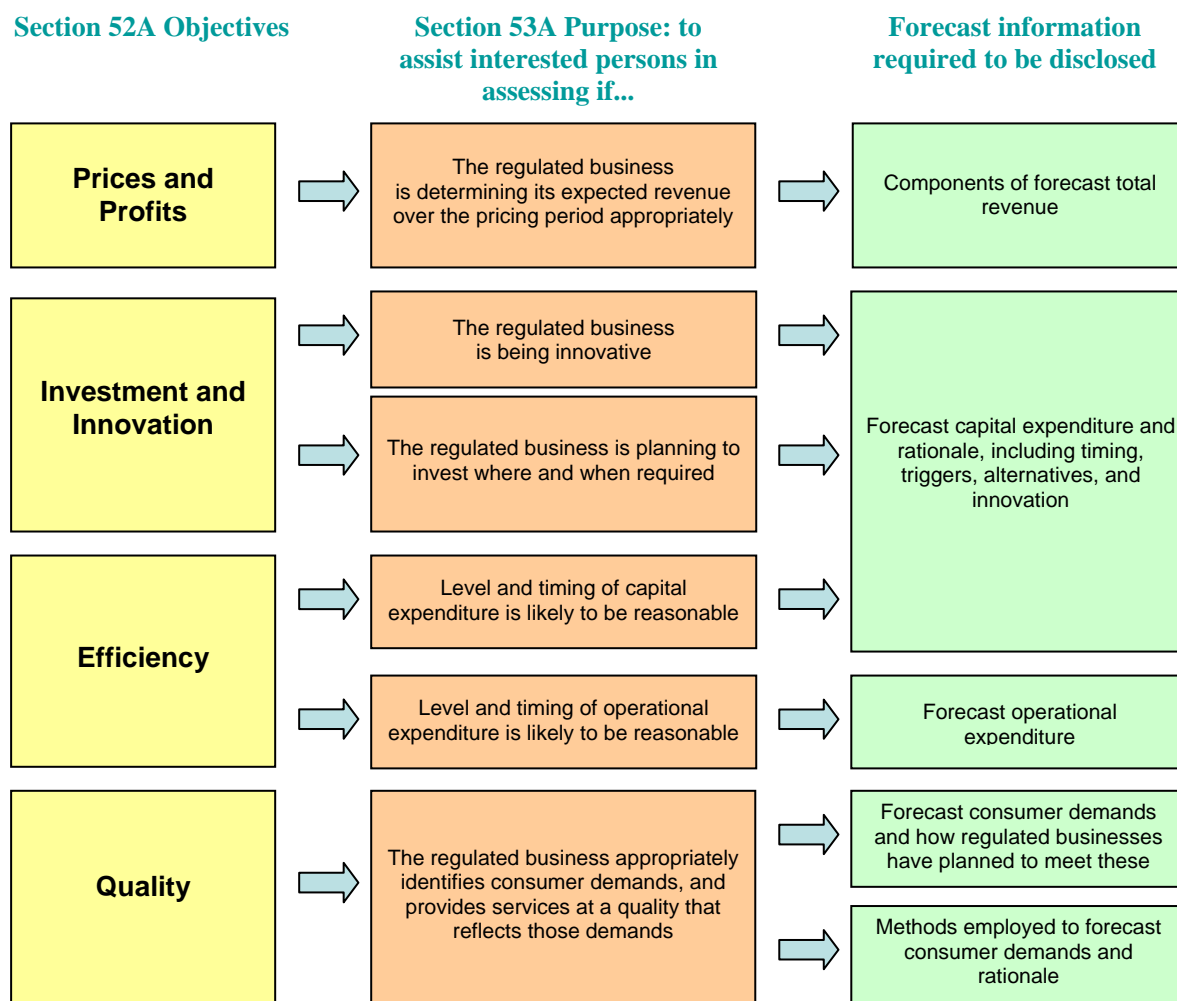 Section 52A Objectives
Section 53A Purpose: to
assist interested persons in
assessing if...
Forecast information
required to be disclosed
Prices and
Profits
The regulated business
is determining its expected revenue
over the pricing period appropriately
Components of forecast total
revenue
Investment and
Innovation
The regulated business
is being innovative
The regulated business is planning to
invest where and when required
Forecast capital expenditure and
rationale, including timing,
triggers, alternatives, and
innovation
Efficiency
Level and timing of capital
expenditure is likely to be reasonable
Level and timing of operational
expenditure is likely to be reasonable
Forecast operational
expenditure
Quality
The regulated business appropriately
identifies consumer demands, and
provides services at a quality that
reflects those demands
Forecast consumer demands
and how regulated businesses
have planned to meet these
Methods employed to forecast
consumer demands and
rationale